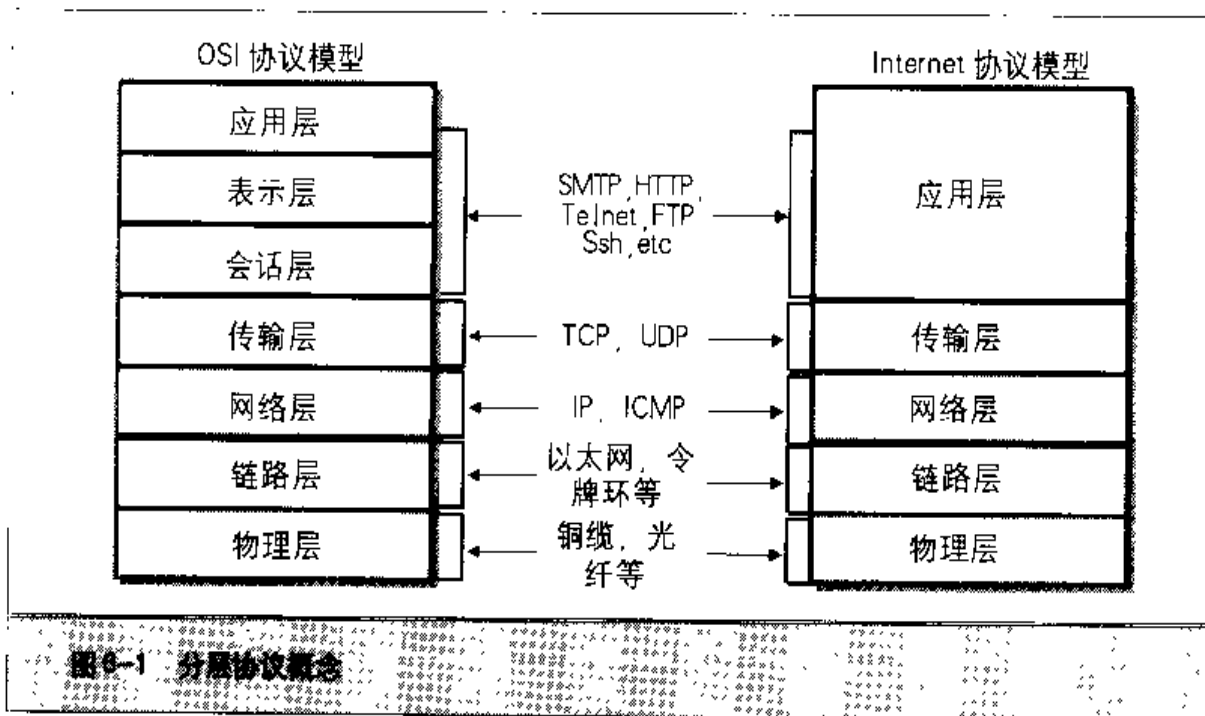 OSI 协议模型
应用层
表示层
会话层
传输层
网络层
链路层
物理层
SMTP,HTTP,
Telnet,FTP
Ssh,etc
TCP, UDP
IP、ICMP
以太网，令
牌环等
铜缆，光
纤等
Internet 协议模型
应用层
传输层
网络层
链路层
物理层
图 6-1 分层协议概念